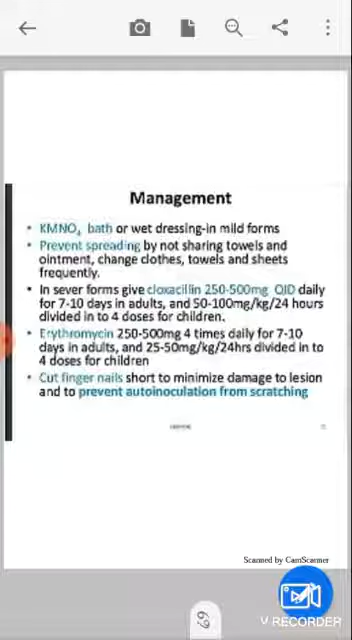 Management
• KMNO₄ bath or wet dressing-in mild forms
• Prevent spreading by not sharing towels and
ointment, change clothes, towels and sheets
frequently.
• In sever forms give cloxacillin 250-500mg QID daily
for 7-10 days in adults, and 50-100mg/kg/24 hours
divided in to 4 doses for children.
• Erythromycin 250-500mg 4 times daily for 7-10
days in adults, and 25-50mg/kg/24hrs divided in to
4 doses for children
• Cut finger nails short to minimize damage to lesion
and to prevent autoinoculation from scratching
Scanned by CamScanner
V RECORDER